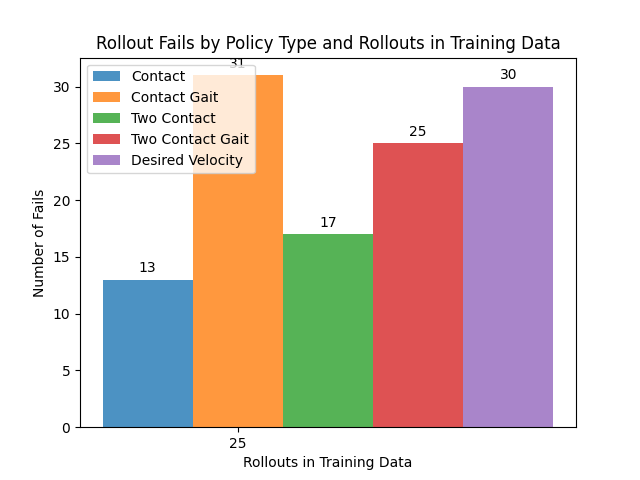 Rollout Fails by Policy Type and Rollouts in Training Data
Number of Fails
30
25
20
15
10
5
0
Contact
Contact Gait
Two Contact
Two Contact Gait
Desired Velocity
13
31
17
25
30
25
Rollouts in Training Data